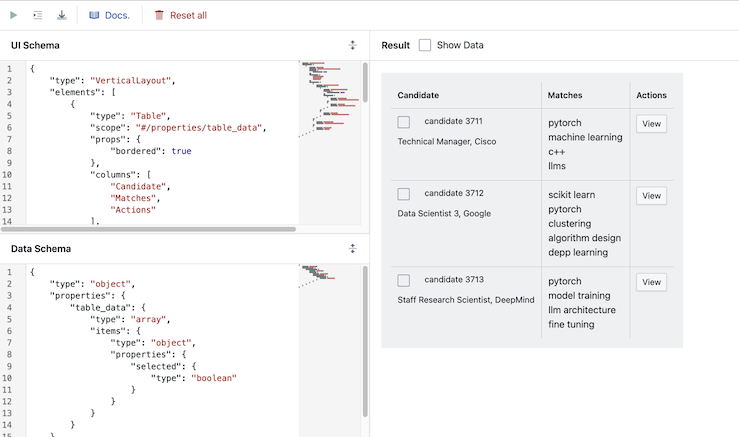 Docs.
Reset all
UI Schema
1 {
2 "type": "VerticalLayout",
3 "elements": [
4 {
5 "type": "Table",
6 "scope": "#/properties/table_data",
7 "props": {
8 "bordered": true
9 },
10 "columns": [
11 "Candidate",
12 "Matches",
13 "Actions"
14 ],
Data Schema
1 {
2 "type": "object",
3 "properties": {
4 "table_data": {
5 "type": "array",
6 "items": {
7 "type": "object",
8 "properties": {
9 "selected": {
10 "type": "boolean"
11 }
12 }
13 }
14 }
15 }
Result
Show Data
Candidate Matches Actions
candidate 3711
Technical Manager, Cisco
pytorch
machine learning
c++
llms
View
candidate 3712
Data Scientist 3, Google
scikit learn
pytorch
clustering
algorithm design
depp learning
View
candidate 3713
Staff Research Scientist, DeepMind
pytorch
model training
llm architecture
fine tuning
View